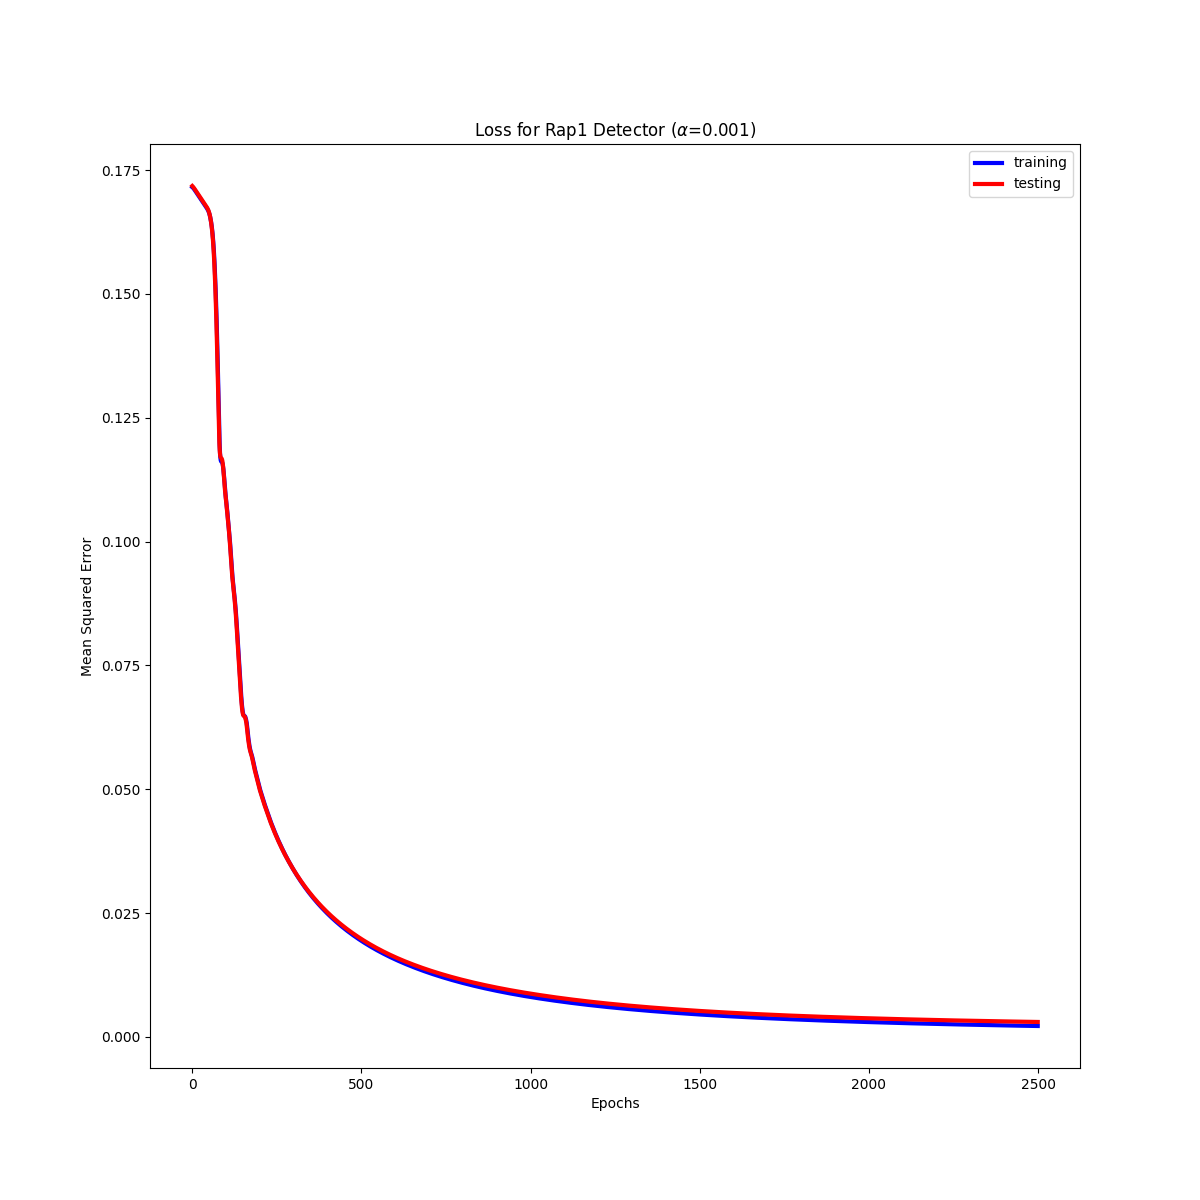 Loss for Rap1 Detector (α=0.001)
training
testing
0.175
0.150
0.125
0.100
0.075
0.050
0.025
0.000
Mean Squared Error
0 500 1000 1500 2000 2500
Epochs